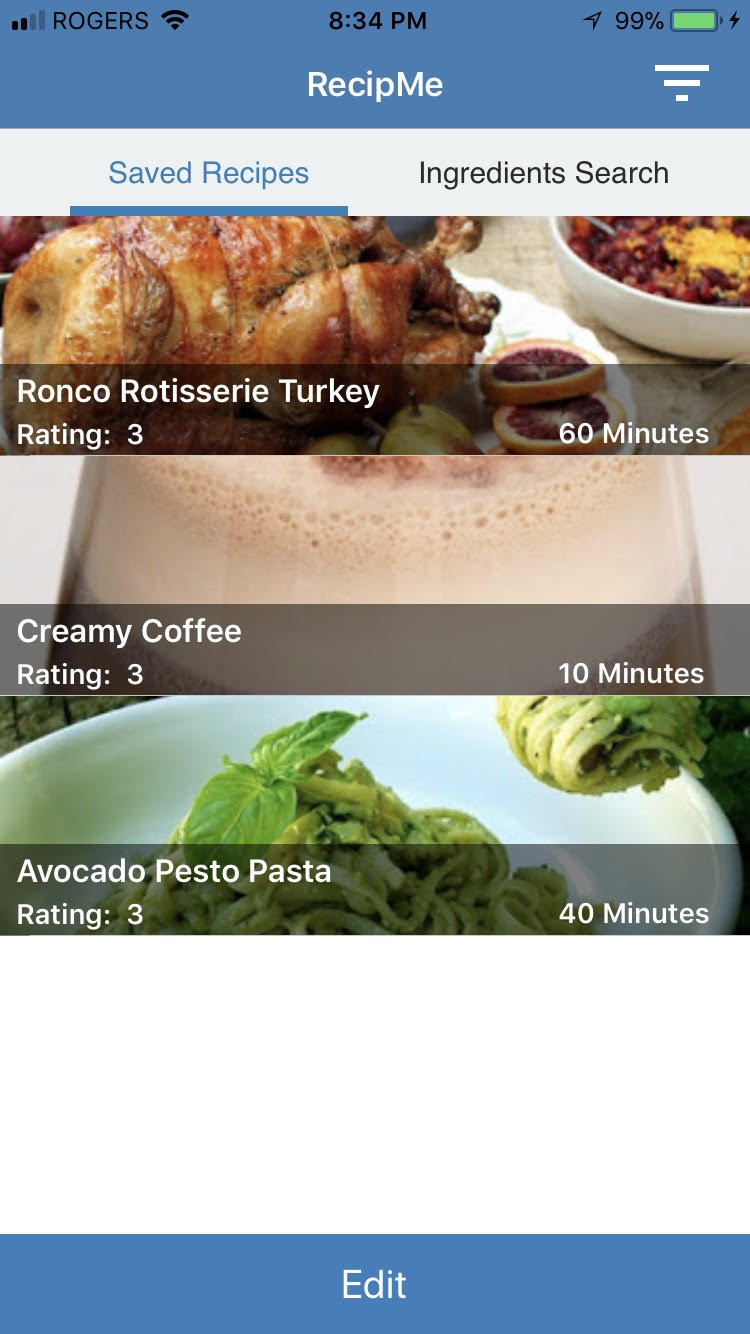 ROGERS 8:34 PM 99%
RecipMe
Saved Recipes Ingredients Search
Ronco Rotisserie Turkey
Rating: 3 60 Minutes
Creamy Coffee
Rating: 3 10 Minutes
Avocado Pesto Pasta
Rating: 3 40 Minutes
Edit